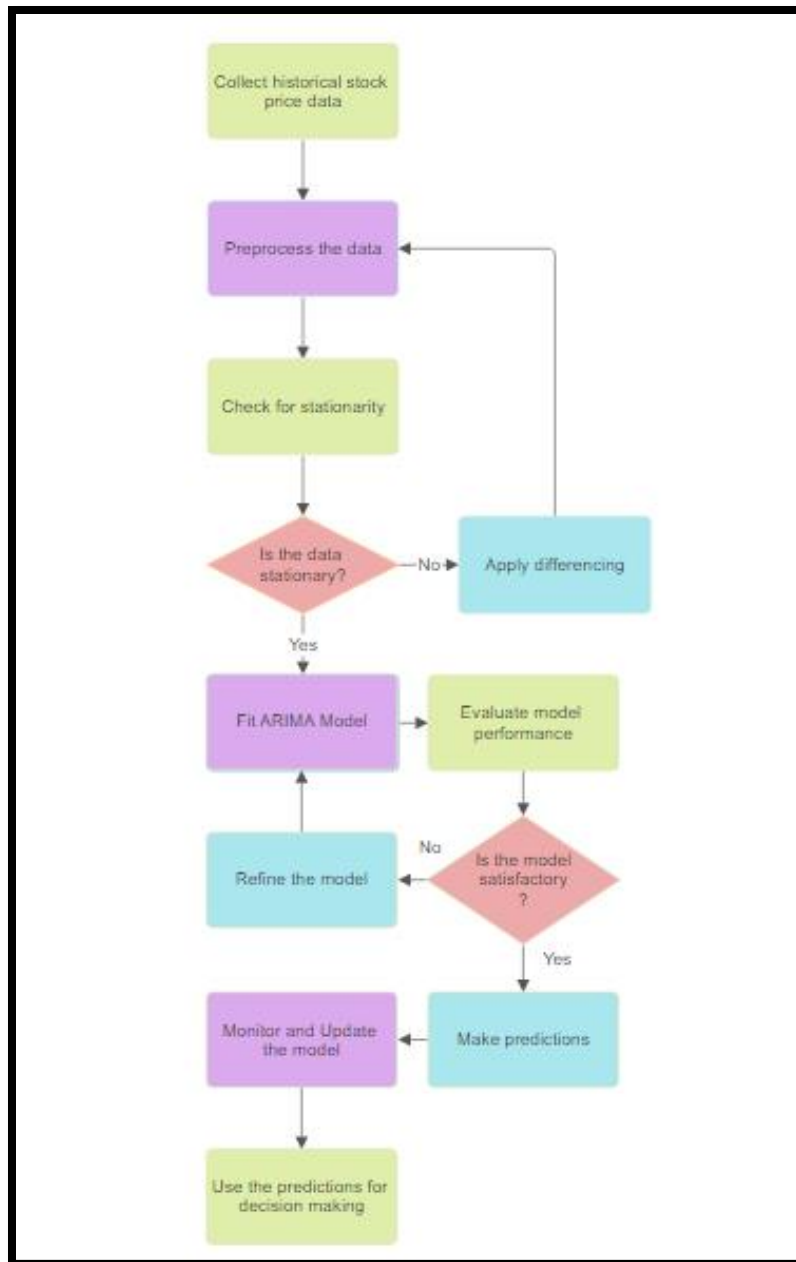 Collect historical stock
price data
Preprocess the data
Check for stationarity
Is the data
stationary?
No
Apply differencing
Yes
Fit ARIMA Model
Evaluate model
performance
Refine the model
No
Is the model
satisfactory
?
Yes
Monitor and Update
the model
Make predictions
Use the predictions for
decision making